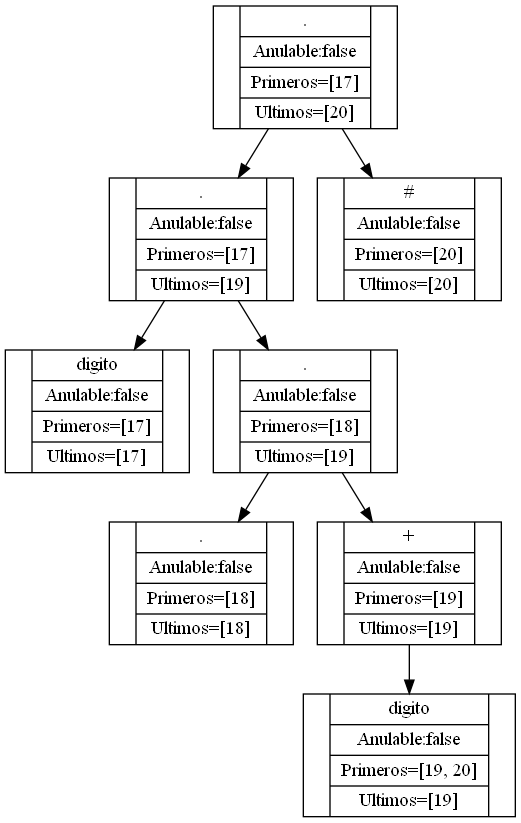 .
Anulable:false
Primeros=[17]
Ultimos=[20]
.
Anulable:false
Primeros=[17]
Ultimos=[19]
#
Anulable:false
Primeros=[20]
Ultimos=[20]
digito
Anulable:false
Primeros=[17]
Ultimos=[17]
.
Anulable:false
Primeros=[18]
Ultimos=[19]
.
Anulable:false
Primeros=[18]
Ultimos=[18]
+
Anulable:false
Primeros=[19]
Ultimos=[19]
digito
Anulable:false
Primeros=[19, 20]
Ultimos=[19]